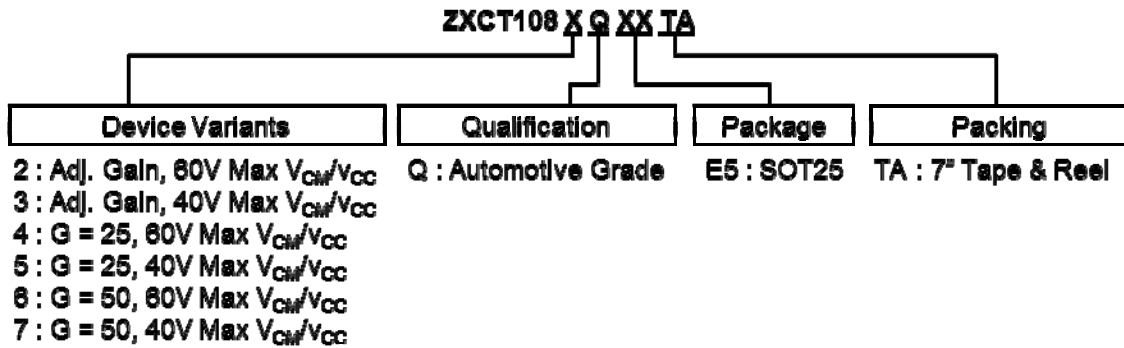 ZXCT108 X Q XX TA
Device Variants
Qualification
Package
Packing
2 : Adj. Gain, 60V Max VCM/VCC
Q : Automotive Grade
E5 : SOT25
TA : 7" Tape & Reel
3 : Adj. Gain, 40V Max VCM/VCC
4 : G = 25, 60V Max VCM/VCC
5 : G = 25, 40V Max VCM/VCC
6 : G = 50, 60V Max VCM/VCC
7 : G = 50, 40V Max VCM/VCC